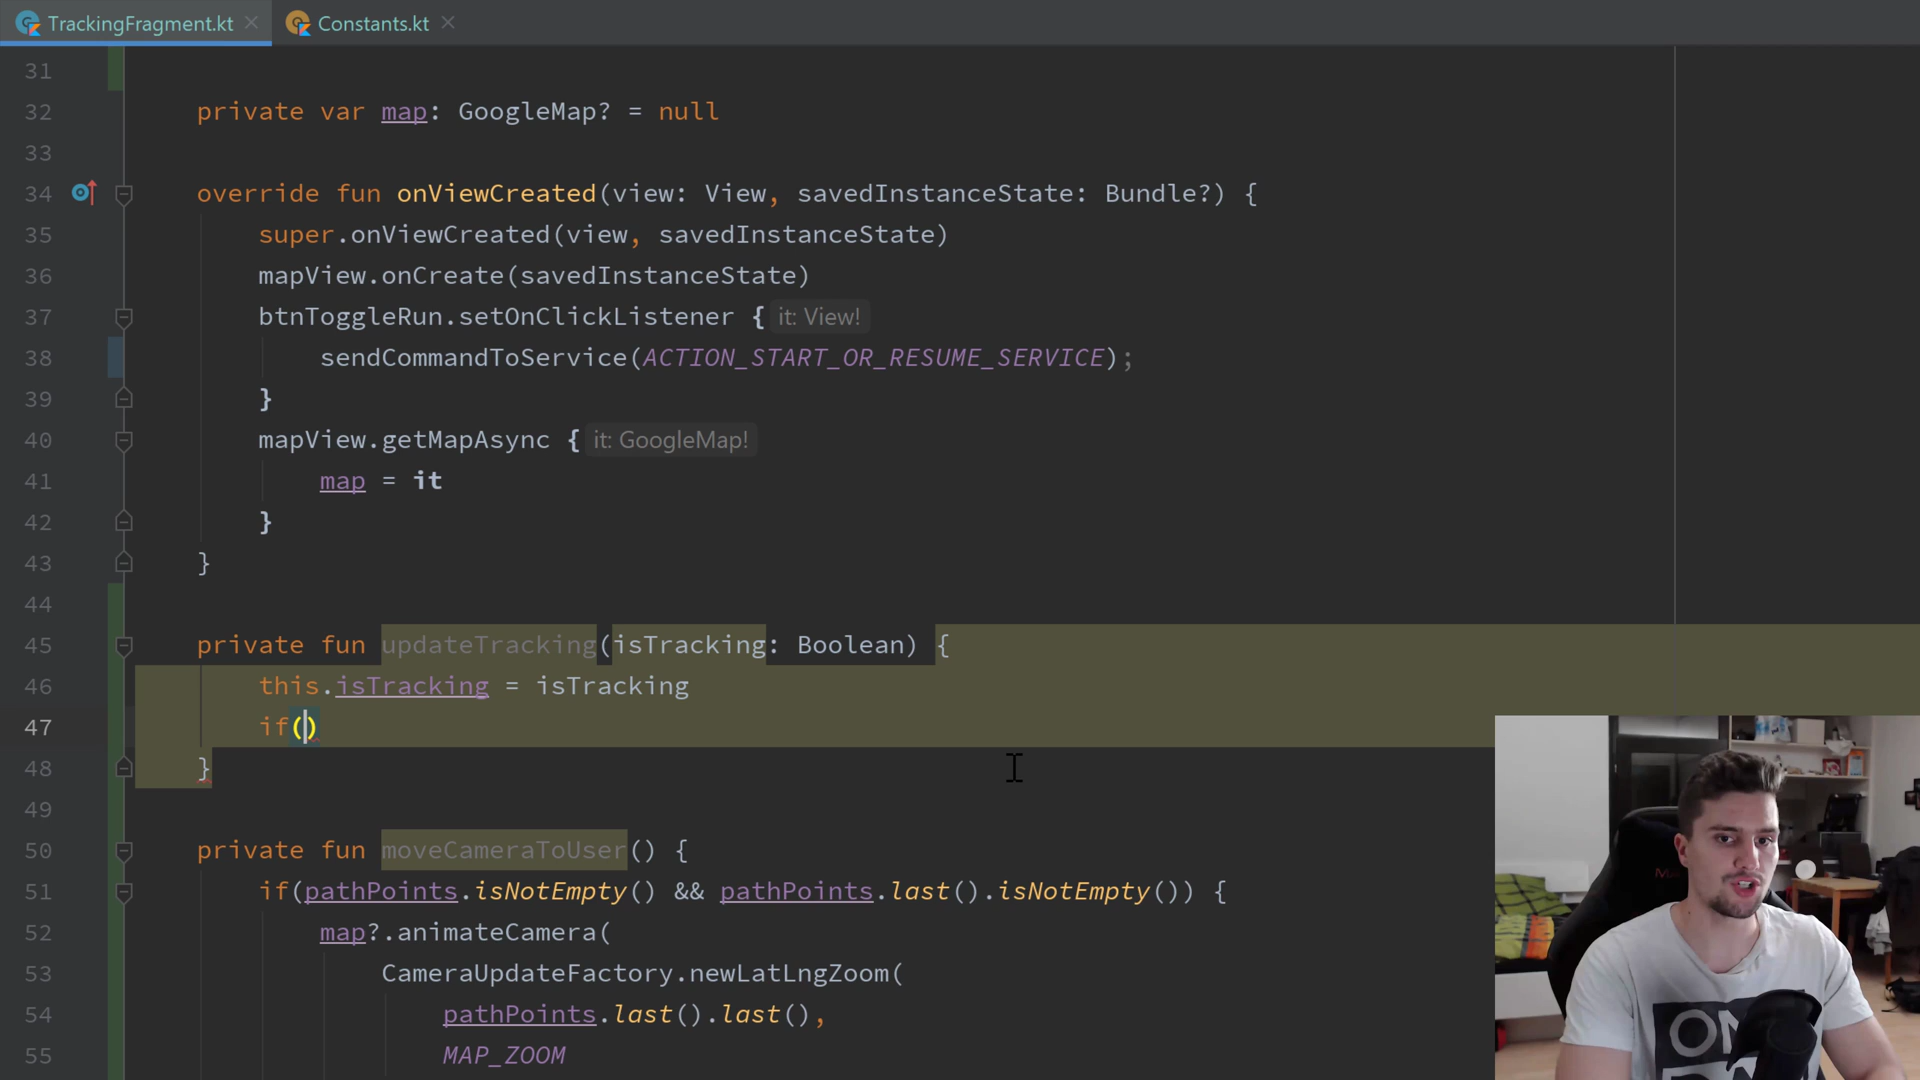 TrackingFragment.kt Constants.kt
31
32 private var map: GoogleMap? = null
33
34 override fun onViewCreated(view: View, savedInstanceState: Bundle?) {
35 super.onViewCreated(view, savedInstanceState)
36 mapView.onCreate(savedInstanceState)
37 btnToggleRun.setOnClickListener { it: View!
38 sendCommandToService(ACTION_START_OR_RESUME_SERVICE);
39 }
40 mapView.getMapAsync { it: GoogleMap!
41 map = it
42 }
43 }
44
45 private fun updateTracking(isTracking: Boolean) {
46 this.isTracking = isTracking
47 if()
48 }
49
50 private fun moveCameraToUser() {
51 if(pathPoints.isNotEmpty() && pathPoints.last().isNotEmpty()) {
52 map?.animateCamera(
53 CameraUpdateFactory.newLatLngZoom(
54 pathPoints.last().last(),
55 MAP_ZOOM